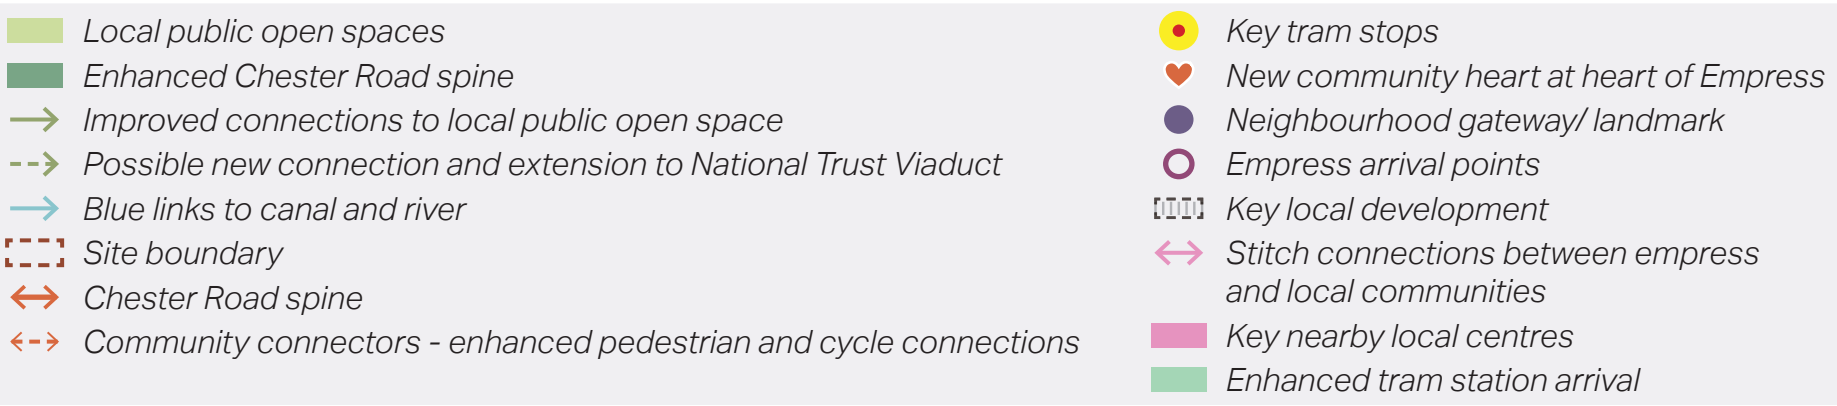 Local public open spaces
Enhanced Chester Road spine
Improved connections to local public open space
Possible new connection and extension to National Trust Viaduct
Blue links to canal and river
Site boundary
Chester Road spine
Community connectors - enhanced pedestrian and cycle connections
Key tram stops
New community heart at heart of Empress
Neighbourhood gateway/ landmark
Empress arrival points
Key local development
Stitch connections between empress
and local communities
Key nearby local centres
Enhanced tram station arrival